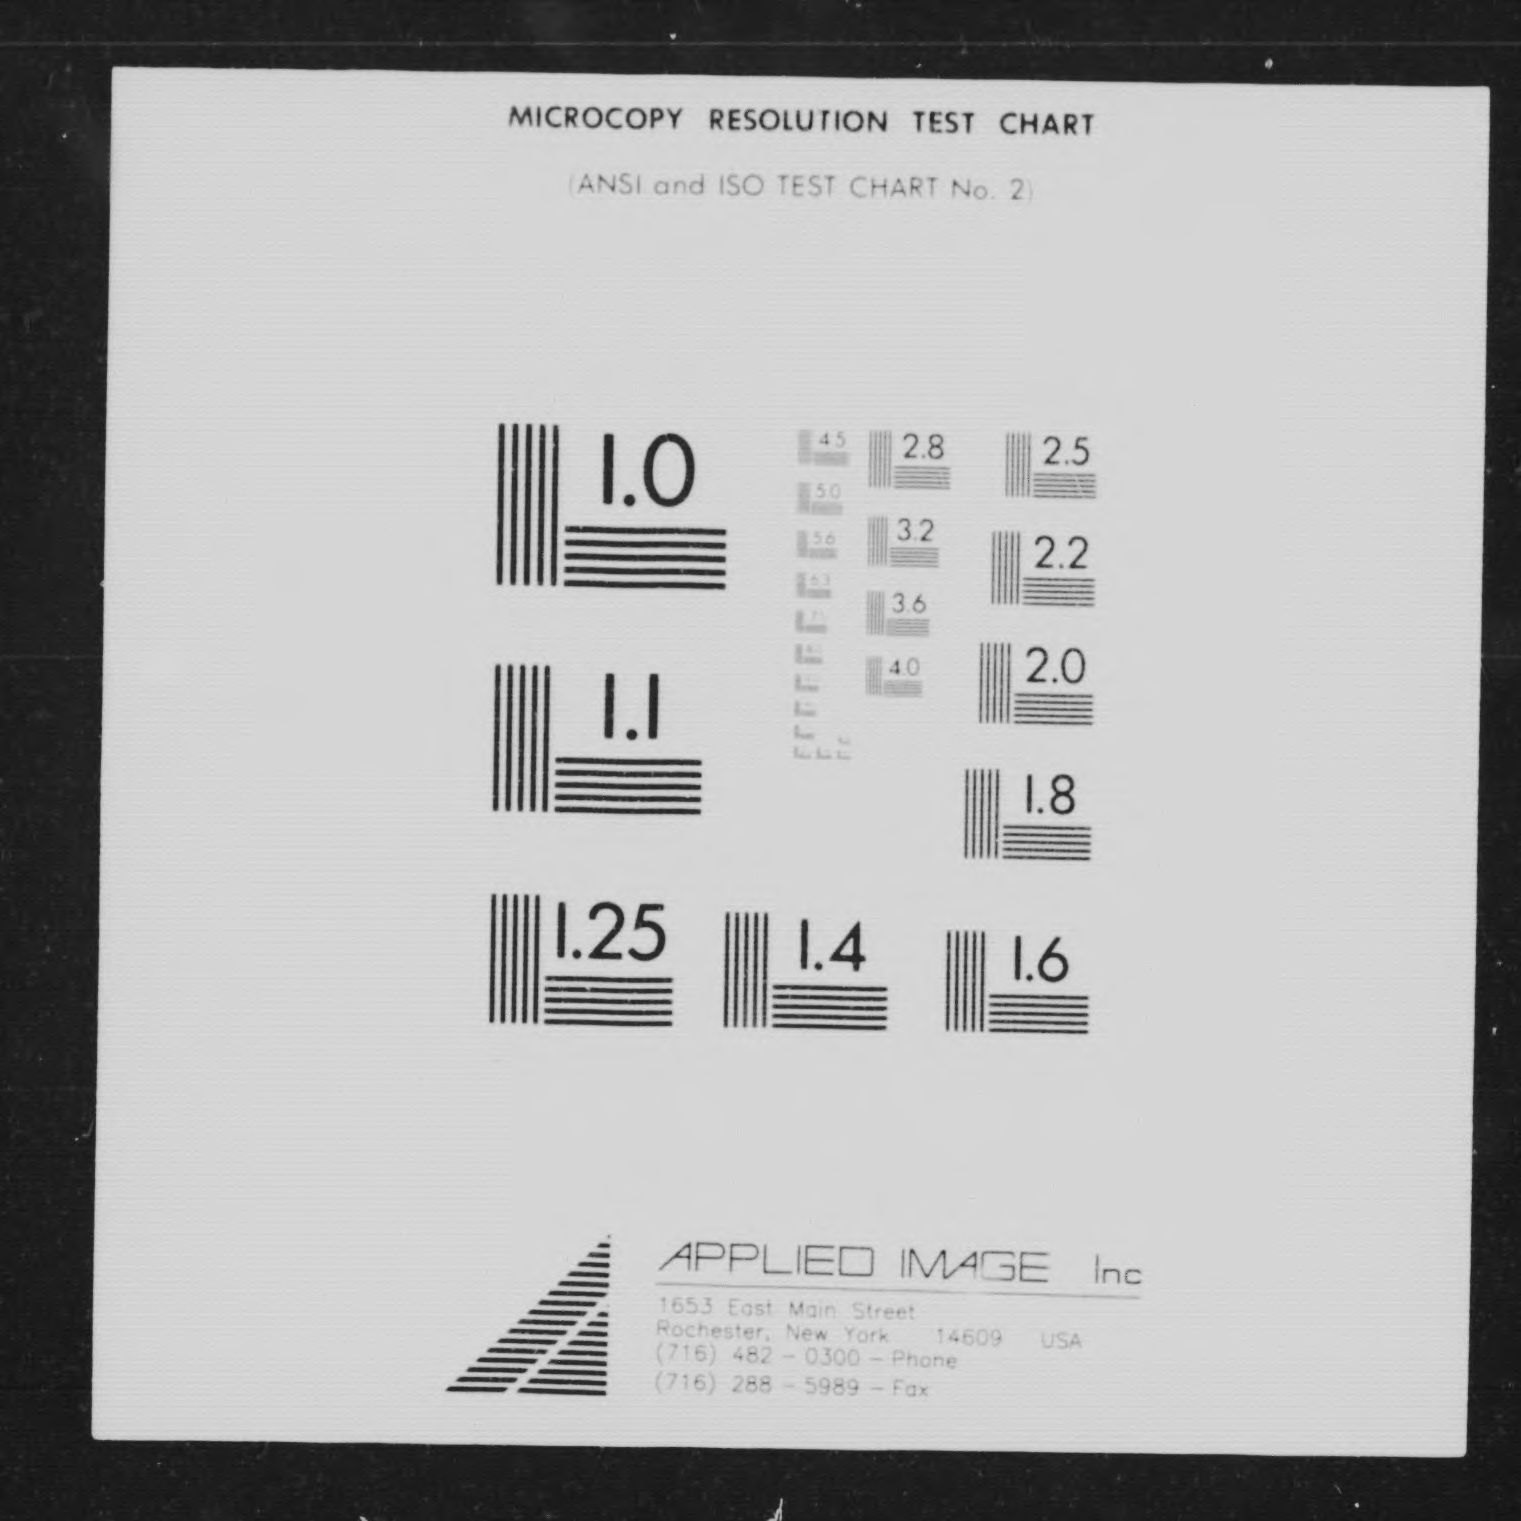 MICROCOPY RESOLUTION TEST CHART
(ANSI and ISO TEST CHART No. 2)
1.0
1.1
1.25
1.4
1.6
1.8
2.0
2.2
2.5
2.8
3.2
3.6
4.0
4.5
5.0
5.6
6.3
APPLIED IMAGE Inc
1653 East Main Street
Rochester, New York 14609 USA
(716) 482 - 0300 - Phone
(716) 288 - 5989 - Fax